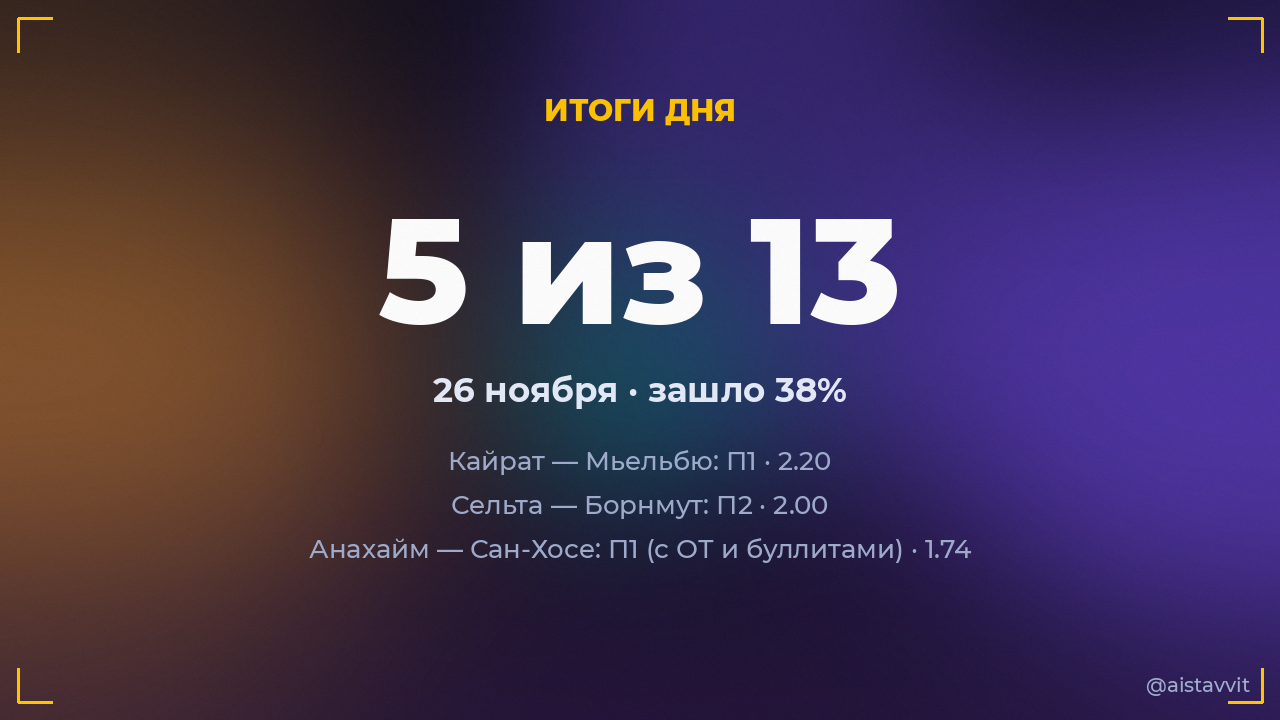 ИТОГИ ДНЯ
5 из 13
26 ноября · зашло 38%
Кайрат — Мьельбю: П1 · 2.20
Сельта — Борнмут: П2 · 2.00
Анахайм — Сан-Хосе: П1 (с ОТ и буллитами) · 1.74
@aistavvit